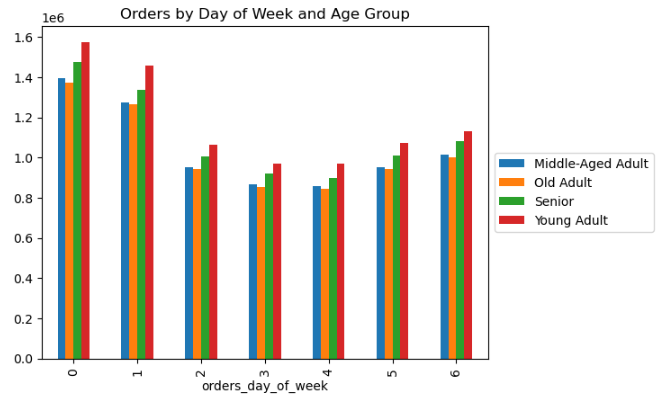 Orders by Day of Week and Age Group
1e6
1.6
1.4
1.2
1.0
0.8
0.6
0.4
0.2
0.0
0 1 2 3 4 5 6
orders_day_of_week
Middle-Aged Adult
Old Adult
Senior
Young Adult